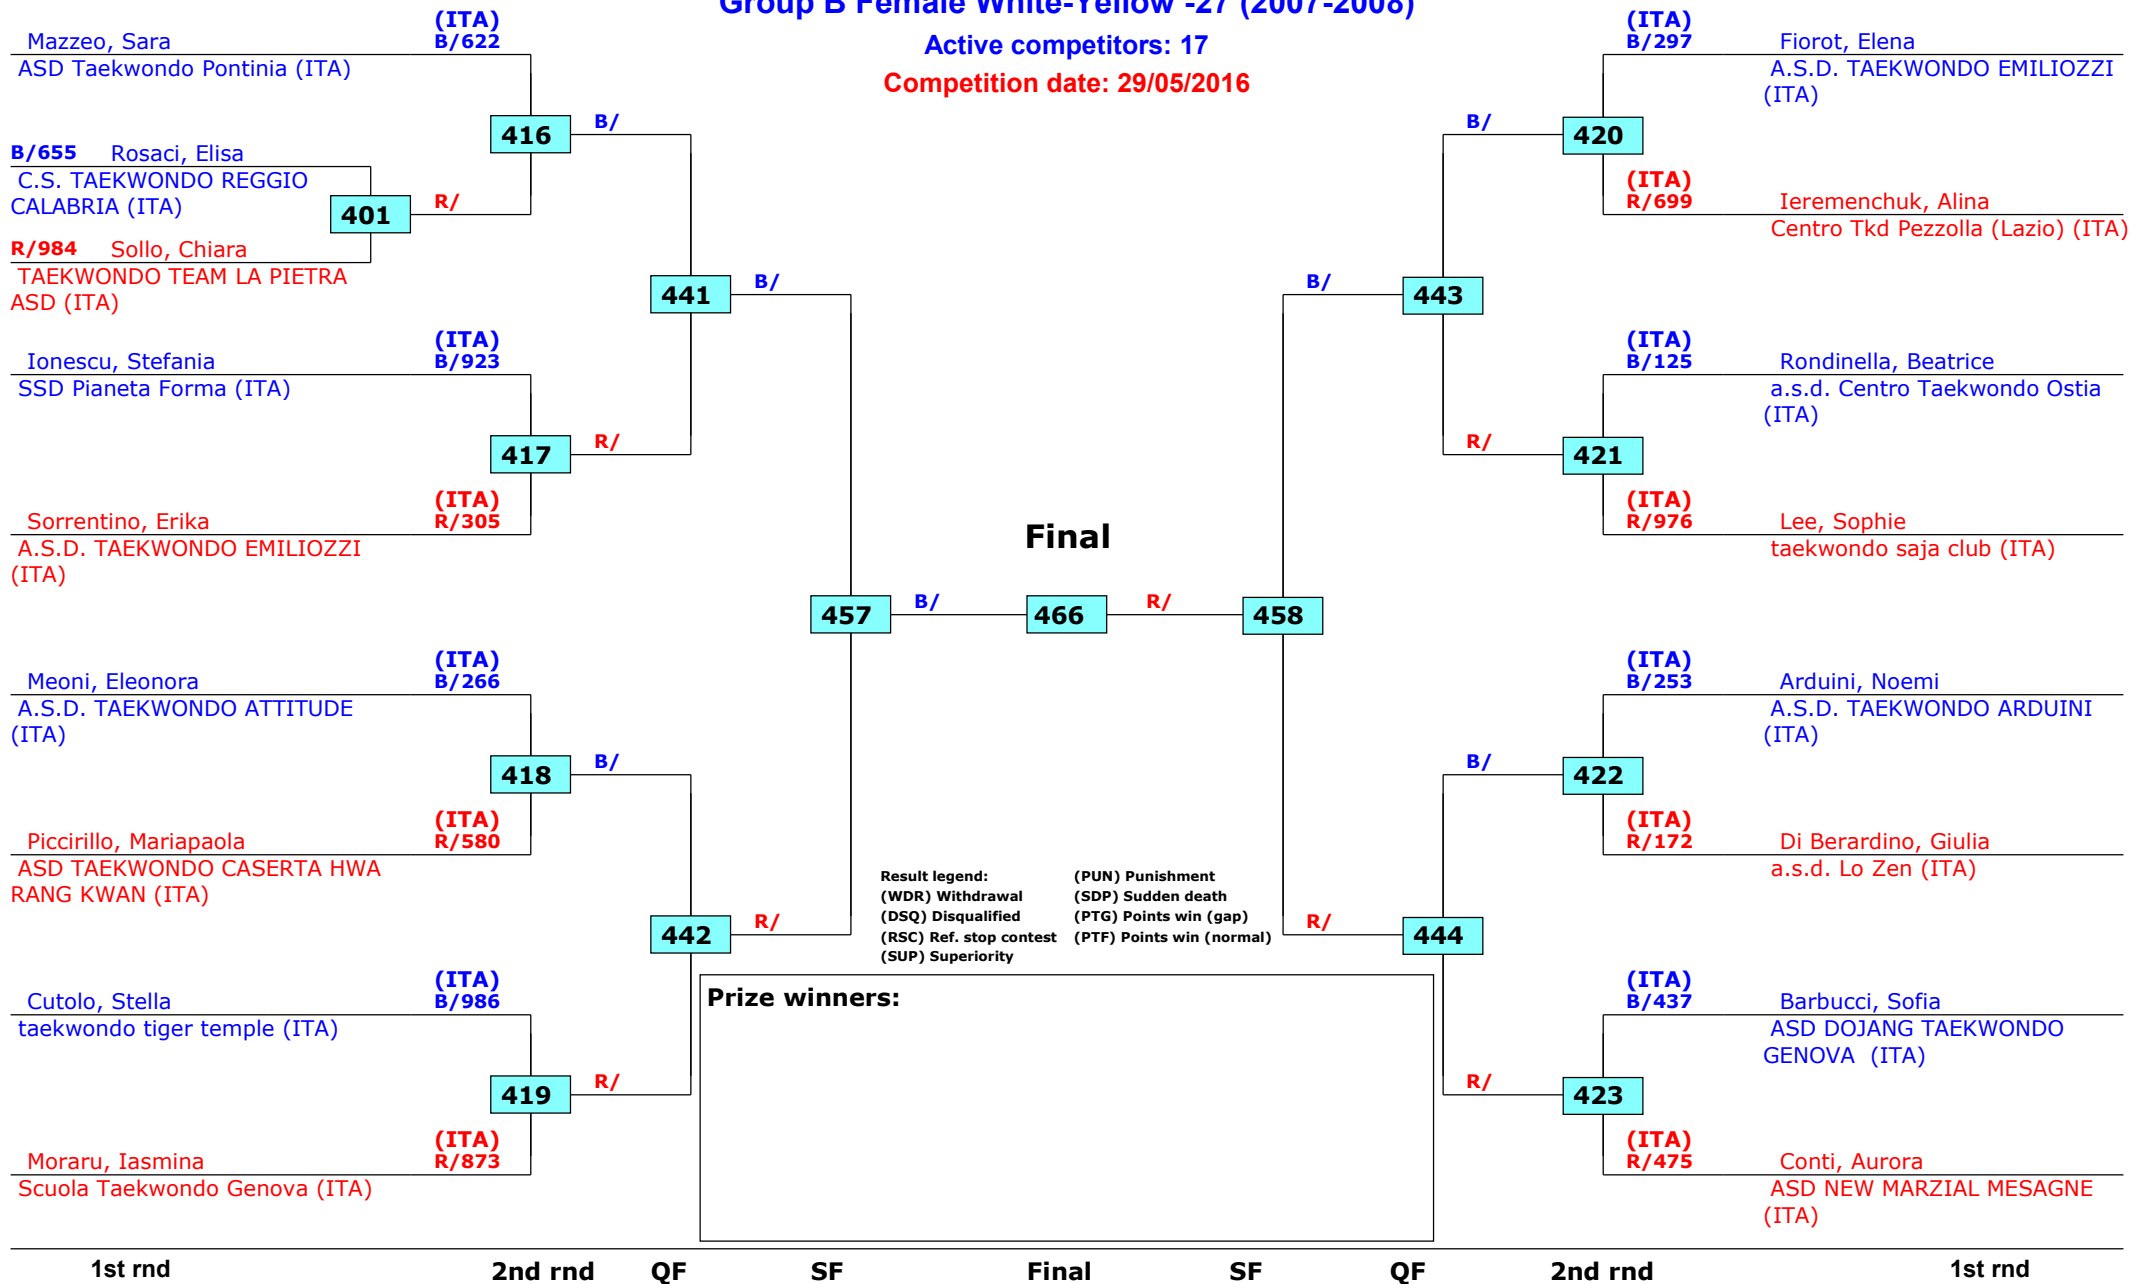 Group B Female White-Yellow -27 (2007-2008)
Active competitors: 17
Competition date: 29/05/2016
(ITA)
Mazzeo, Sara B/622
ASD Taekwondo Pontinia (ITA)
416
B/
B/655 Rosaci, Elisa
C.S. TAEKWONDO REGGIO
CALABRIA (ITA)
401
R/
R/984 Sollo, Chiara
TAEKWONDO TEAM LA PIETRA
ASD (ITA)
441
B/
(ITA)
Ionescu, Stefania B/923
SSD Pianeta Forma (ITA)
417
R/
(ITA)
Sorrentino, Erika R/305
A.S.D. TAEKWONDO EMILIOZZI
(ITA)
457
B/
(ITA)
Meoni, Eleonora B/266
A.S.D. TAEKWONDO ATTITUDE
(ITA)
418
B/
(ITA)
Piccirillo, Mariapaola R/580
ASD TAEKWONDO CASERTA HWA
RANG KWAN (ITA)
442
R/
(ITA)
Cutolo, Stella B/986
taekwondo tiger temple (ITA)
419
R/
(ITA)
Moraru, Iasmina R/873
Scuola Taekwondo Genova (ITA)
Final
466
R/
458
(ITA)
B/297 Fiorot, Elena
A.S.D. TAEKWONDO EMILIOZZI
(ITA)
B/
420
(ITA)
R/699 Ieremenchuk, Alina
Centro Tkd Pezzolla (Lazio) (ITA)
B/
443
(ITA)
B/125 Rondinella, Beatrice
a.s.d. Centro Taekwondo Ostia
(ITA)
R/
421
(ITA)
R/976 Lee, Sophie
taekwondo saja club (ITA)
(ITA)
B/253 Arduini, Noemi
A.S.D. TAEKWONDO ARDUINI
(ITA)
B/
422
(ITA)
R/172 Di Berardino, Giulia
a.s.d. Lo Zen (ITA)
R/
444
(ITA)
B/437 Barbucci, Sofia
ASD DOJANG TAEKWONDO
GENOVA (ITA)
R/
423
(ITA)
R/475 Conti, Aurora
ASD NEW MARZIAL MESAGNE
(ITA)
Result legend: (PUN) Punishment
(WDR) Withdrawal (SDP) Sudden death
(DSQ) Disqualified (PTG) Points win (gap)
(RSC) Ref. stop contest (PTF) Points win (normal)
(SUP) Superiority
Prize winners:
1st rnd 2nd rnd QF SF Final SF QF 2nd rnd 1st rnd